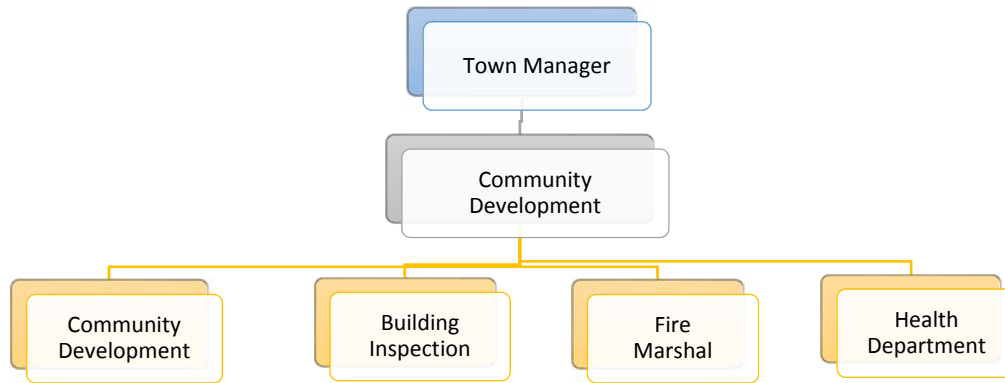 Town Manager
Community
Development
Community
Development
Building
Inspection
Fire
Marshal
Health
Department